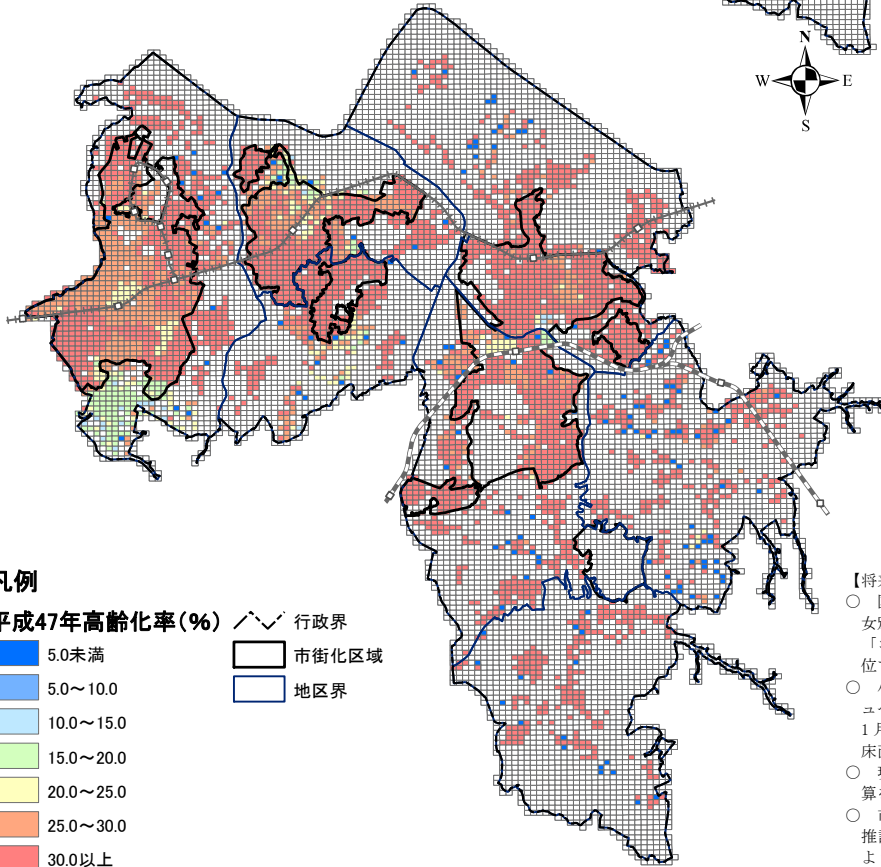 N
W E
S
凡例
平成47年高齢化率(%)
5.0未満
5.0～10.0
10.0～15.0
15.0～20.0
20.0～25.0
25.0～30.0
30.0以上
行政界
市街化区域
地区界
【将
○
女
「
位
○
1月
床
○
算
○ 市
推
よ